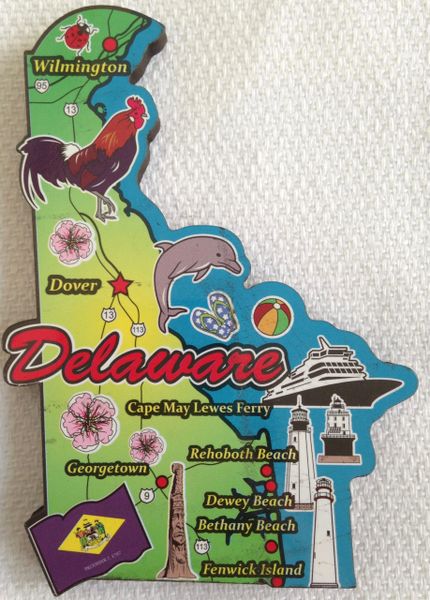 Wilmington
95
13
Dover
13
113
Delaware
Cape May Lewes Ferry
Rehoboth Beach
Georgetown
9
Dewey Beach
Bethany Beach
113
Fenwick Island